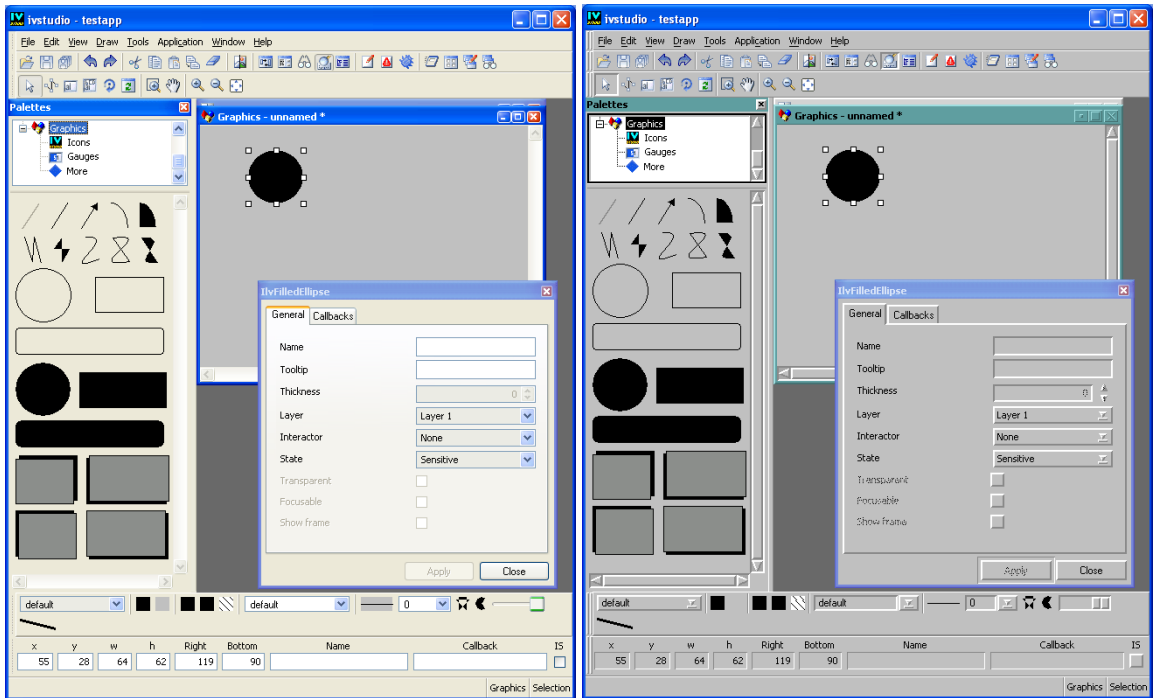 ivstudio - testapp
File Edit View Draw Tools Application Window Help
Palettes
Graphics
Icons
Gauges
More
Graphics - unnamed *
IlvFilledEllipse
General Callbacks
Name
Tooltip
Thickness 0
Layer Layer 1
Interactor None
State Sensitive
Transparent
Focusable
Show frame
Apply Close
default default 0
x y w h Right Bottom Name Callback IS
55 28 64 62 119 90
Graphics Selection
ivstudio - testapp
File Edit View Draw Tools Application Window Help
Palettes
Graphics
Icons
Gauges
More
Graphics - unnamed *
IlvFilledEllipse
General Callbacks
Name
Tooltip
Thickness 0
Layer Layer 1
Interactor None
State Sensitive
Transparent
Focusable
Show frame
Apply Close
default default 0
x y w h Right Bottom Name Callback IS
55 28 64 62 119 90
Graphics Selection